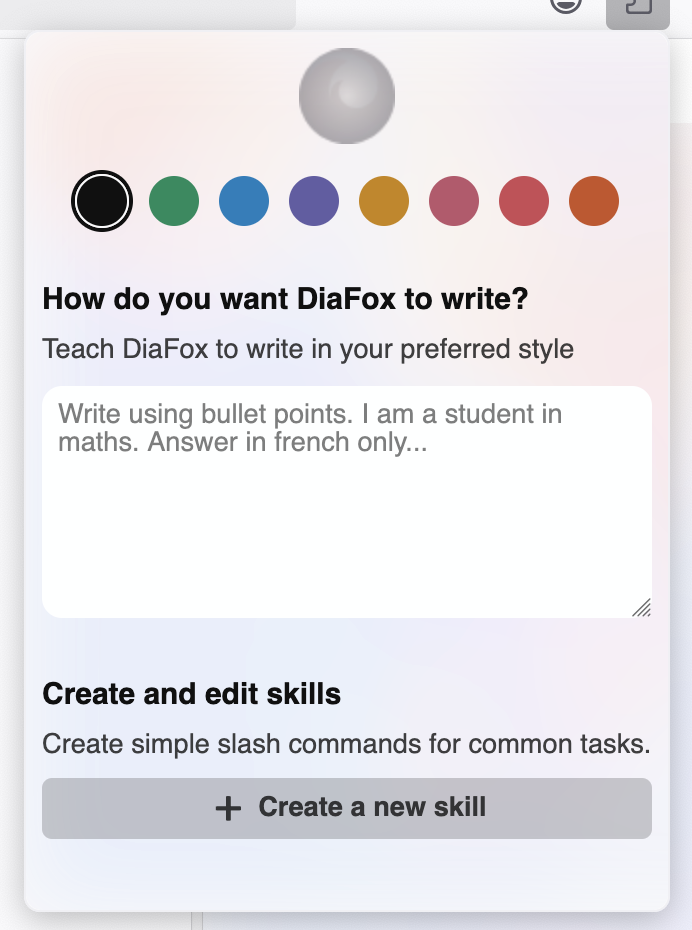 How do you want DiaFox to write?
Teach DiaFox to write in your preferred style
Write using bullet points. I am a student in
maths. Answer in french only...
Create and edit skills
Create simple slash commands for common tasks.
Create a new skill